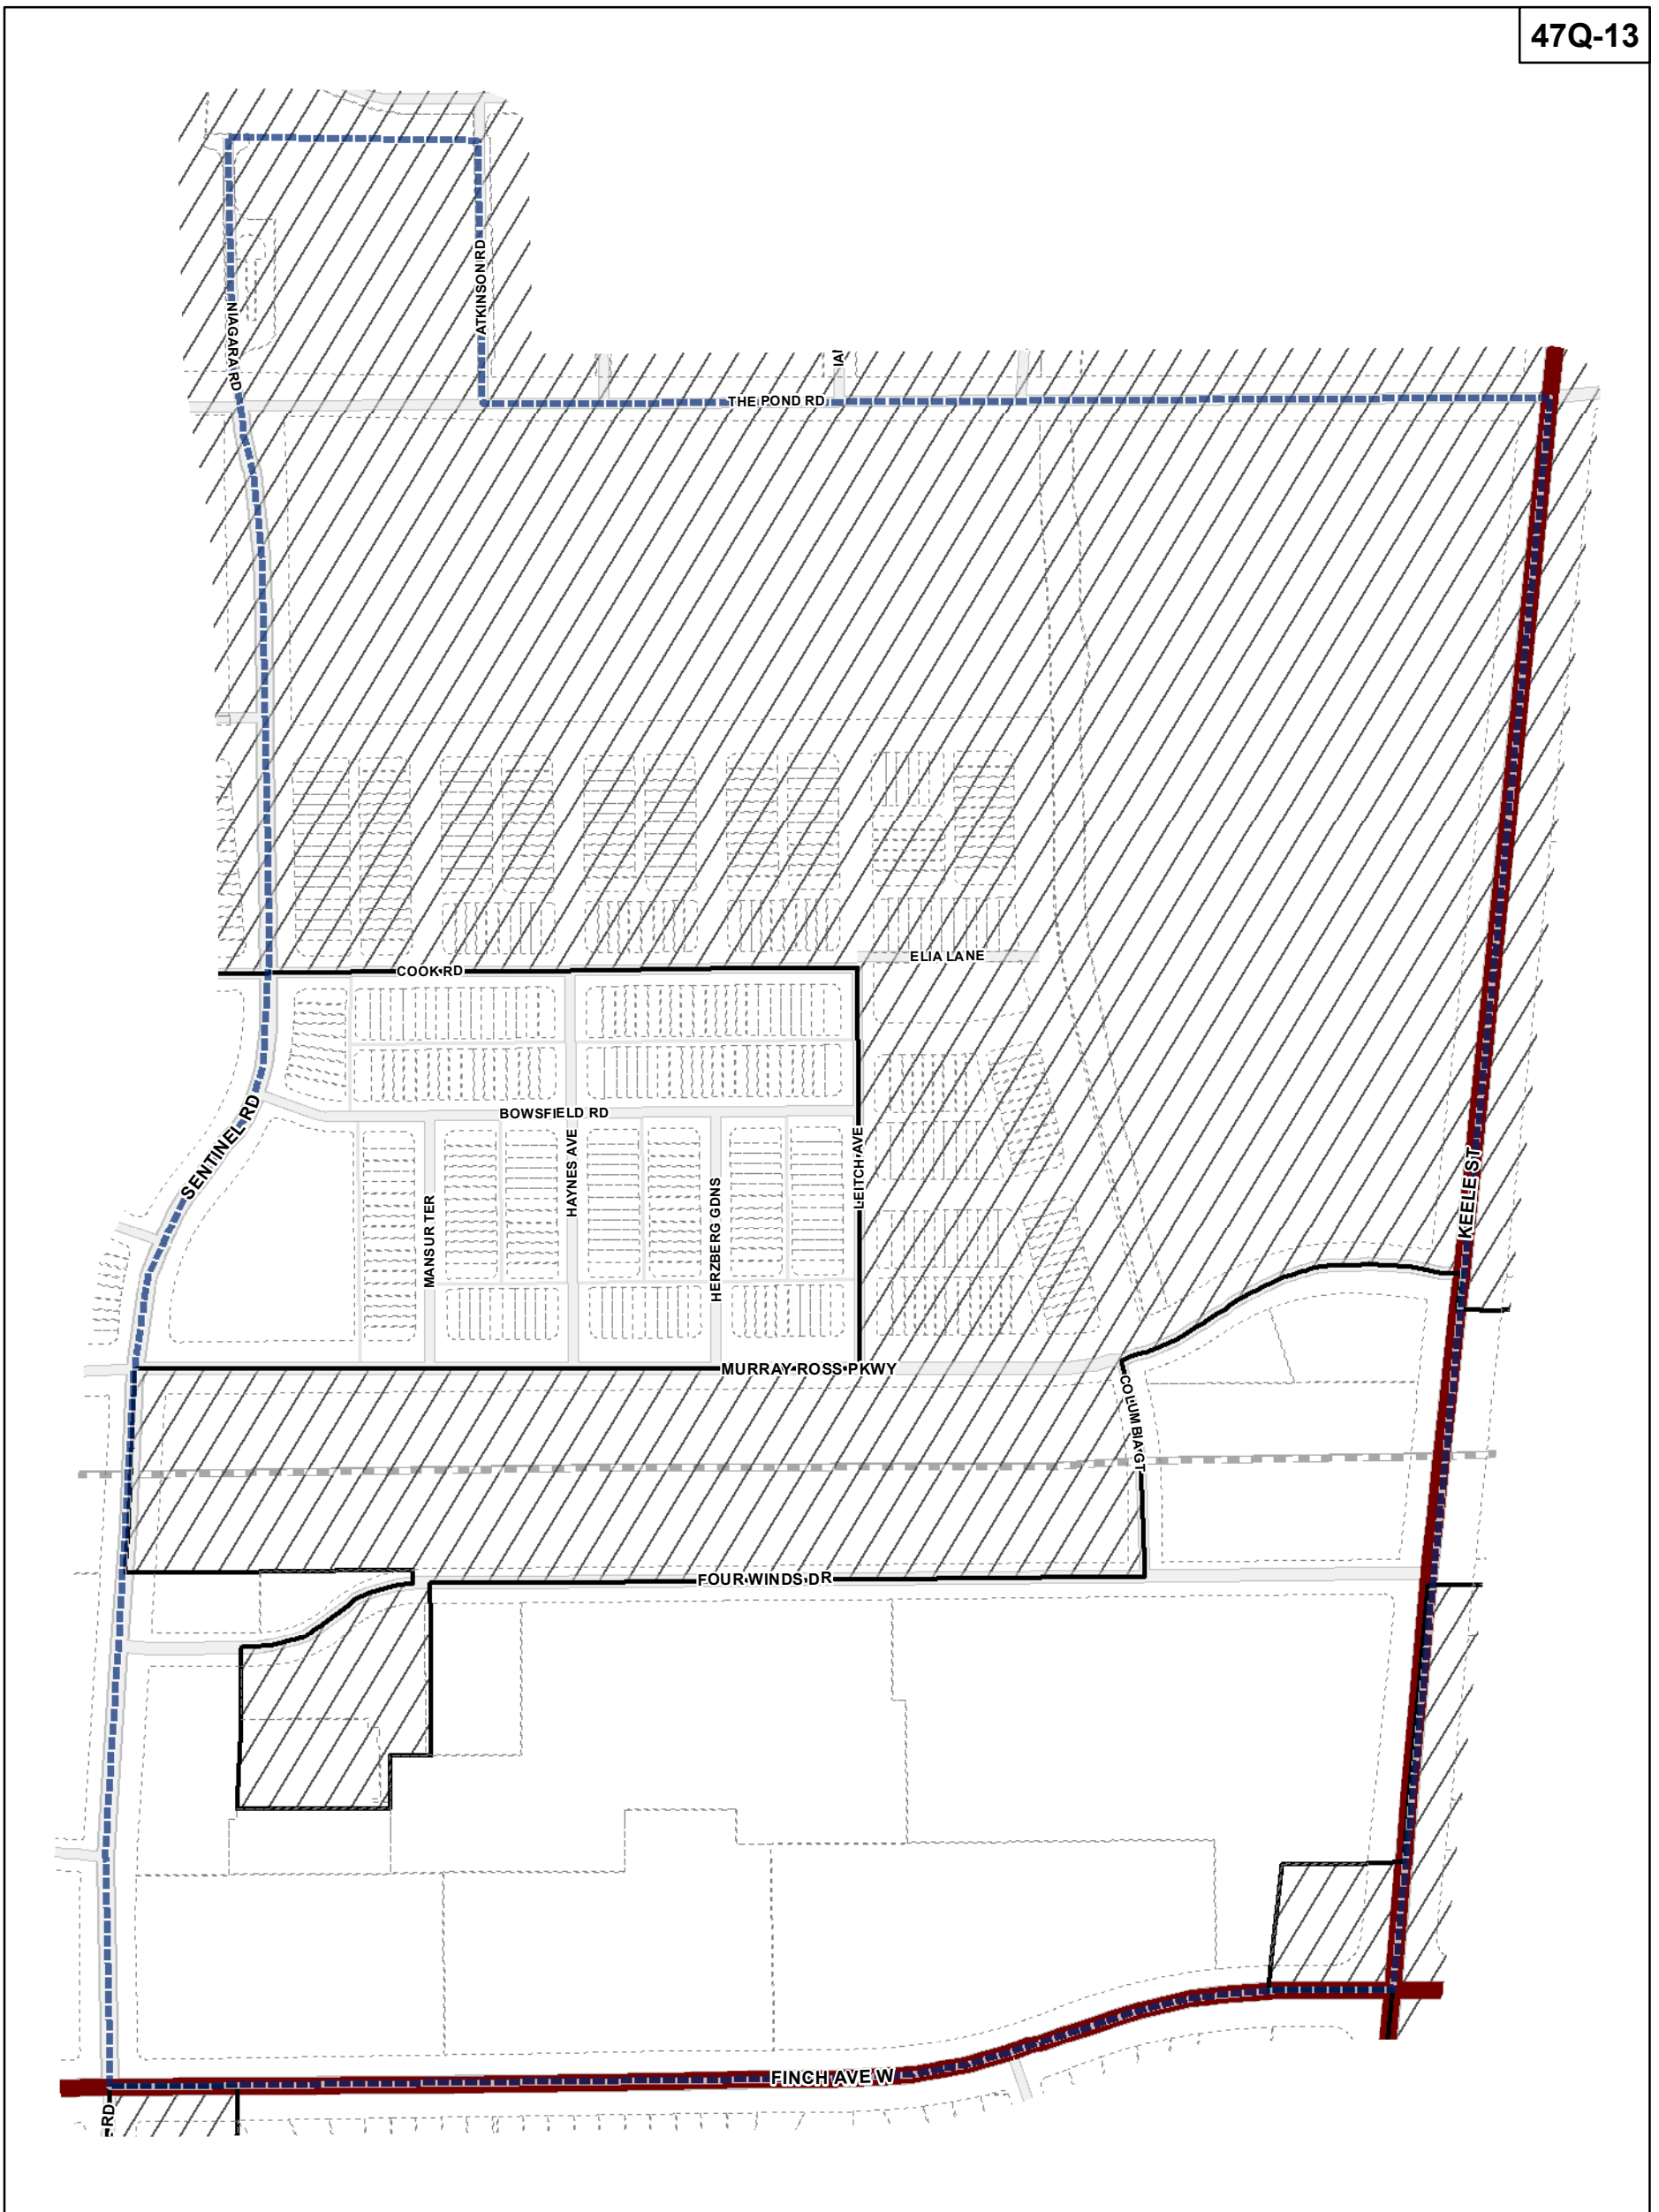 47Q-13
ATKINSON RD
NIAGARA RD
IAI
THE POND RD
ELIA LANE
COOK RD
BOWSFIELD RD
SENTINEL RD
HAYNES AVE
LEITCH AVE
MANSUR TER
HERZBERG GDNS
KEELE ST
MURRAY ROSS PKWY
COLUMBIA GT
FOUR WINDS DR
FINCH AVE W
RD